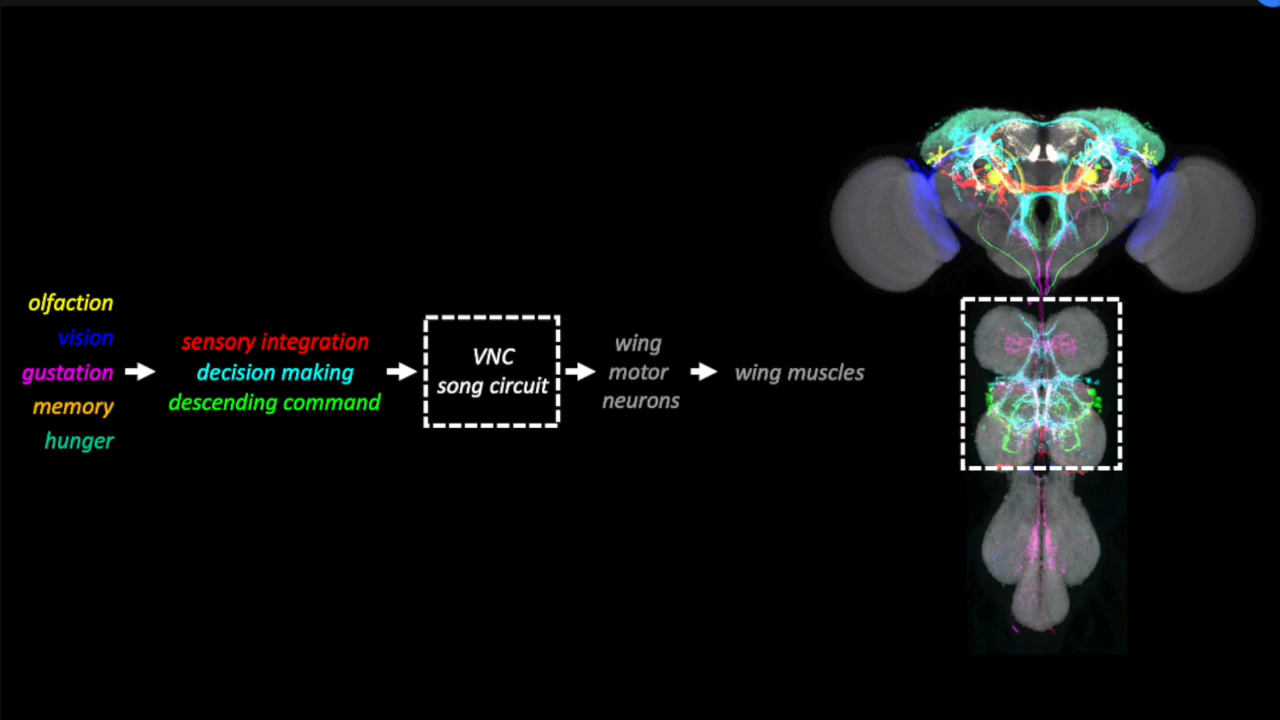 olfaction
vision
gustation
memory
hunger
sensory integration
decision making
descending command
VNC
song circuit
wing
motor
neurons
wing muscles